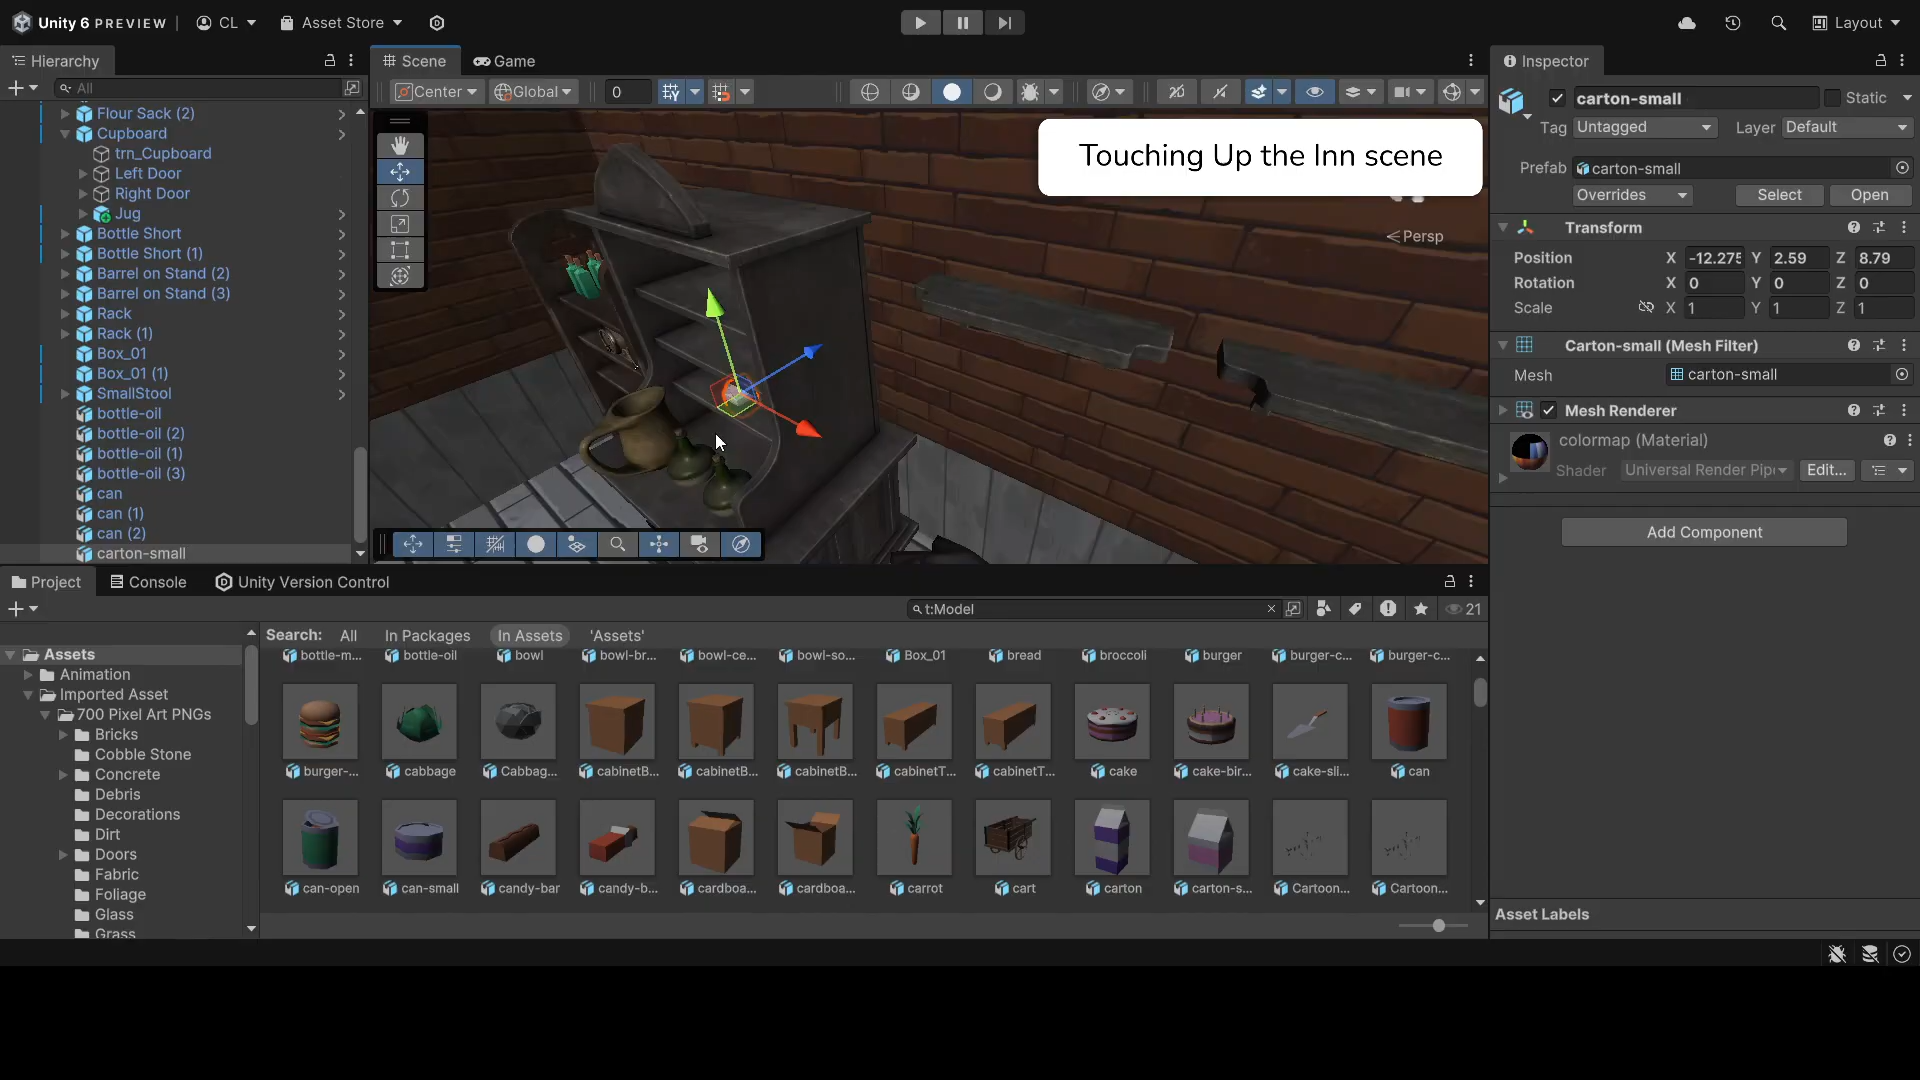 Unity 6 PREVIEW
CL
Asset Store
Layout
Hierarchy
Scene
Game
Inspector
All
Center
Global
0
carton-small
Static
Tag
Untagged
Layer
Default
Prefab
carton-small
Overrides
Select
Open
Touching Up the Inn scene
Persp
Flour Sack (2)
Cupboard
trn_Cupboard
Left Door
Right Door
Jug
Bottle Short
Bottle Short (1)
Barrel on Stand (2)
Barrel on Stand (3)
Rack
Rack (1)
Box_01
Box_01 (1)
SmallStool
bottle-oil
bottle-oil (2)
bottle-oil (1)
bottle-oil (3)
can
can (1)
can (2)
carton-small
Transform
Position X -12.275 Y 2.59 Z 8.79
Rotation X 0 Y 0 Z 0
Scale X 1 Y 1 Z 1
Carton-small (Mesh Filter)
Mesh
carton-small
Mesh Renderer
colormap (Material)
Shader
Universal Render Pip
Edit...
Add Component
Asset Labels
Project
Console
Unity Version Control
t:Model
21
Search: All In Packages In Assets 'Assets'
Assets
Animation
Imported Asset
700 Pixel Art PNGs
Bricks
Cobble Stone
Concrete
Debris
Decorations
Dirt
Doors
Fabric
Foliage
Glass
Grass
bottle-m... bottle-oil bowl bowl-br... bowl-ce... bowl-so... Box_01 bread broccoli burger burger-c... burger-c...
burger-... cabbage Cabbag... cabinetB... cabinetB... cabinetB... cabinetT... cabinetT... cake cake-bir... cake-sli... can
can-open can-small candy-bar candy-b... cardboa... cardboa... carrot cart carton carton-s... Cartoon... Cartoon...